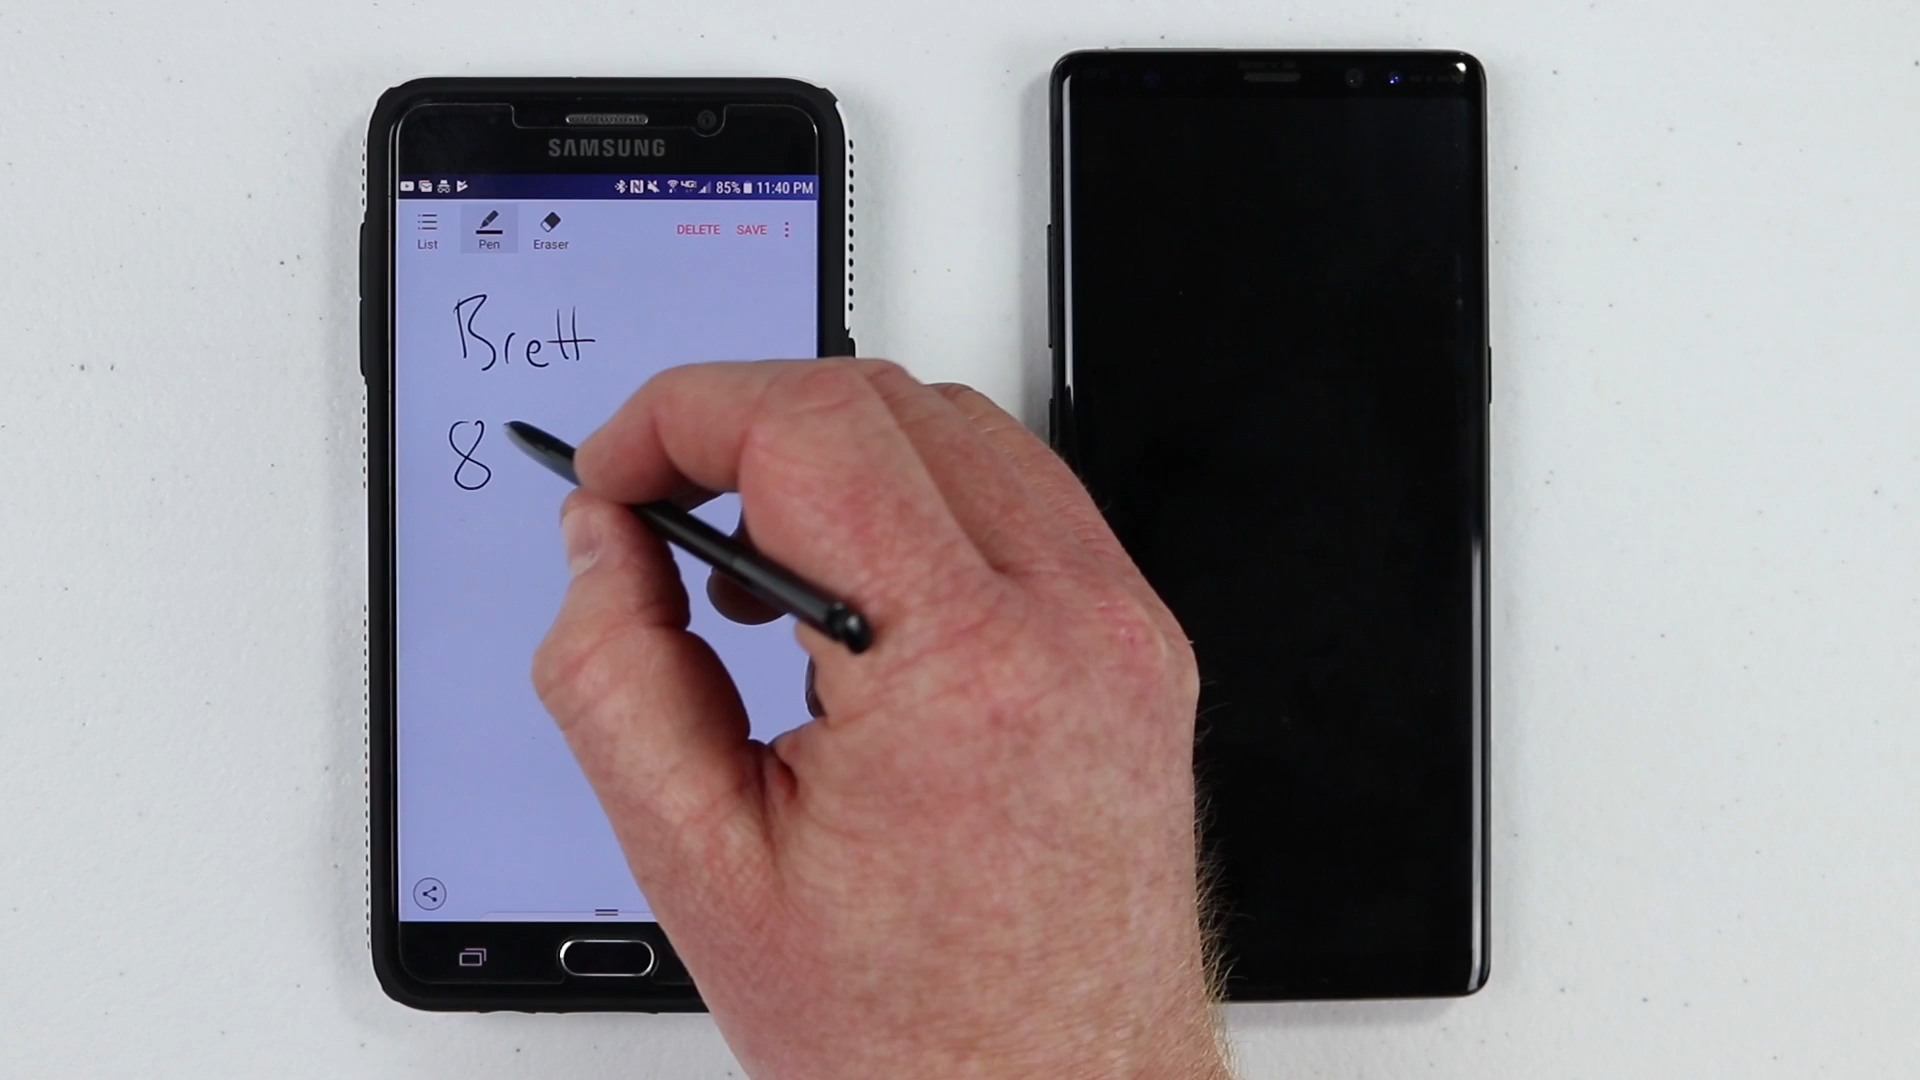 SAMSUNG
85% 11:40 PM
List Pen Eraser DELETE SAVE
Brett
8